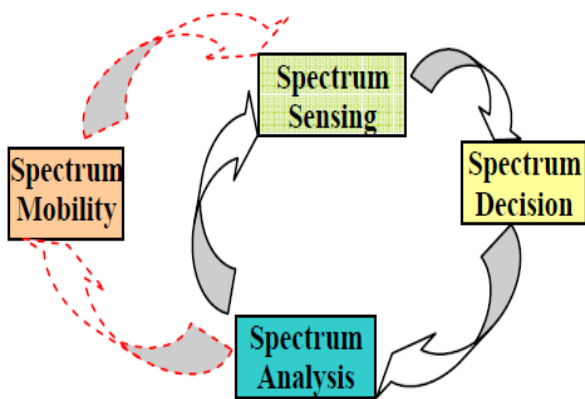 Spectrum
Sensing
Spectrum
Mobility
Spectrum
Decision
Spectrum
Analysis